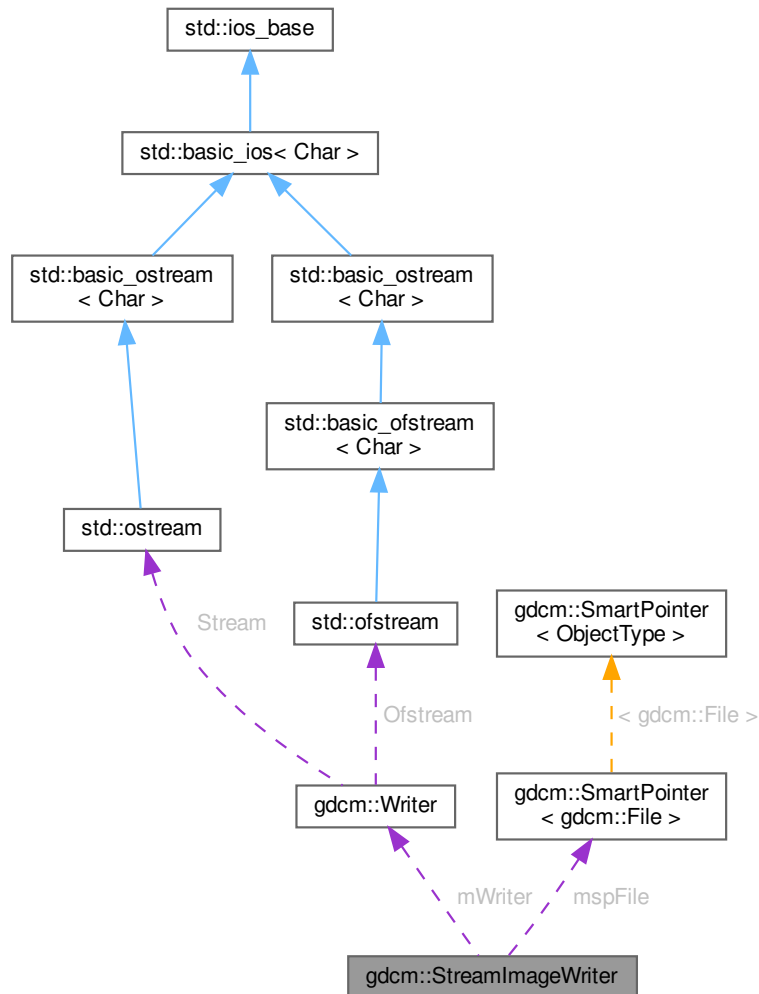 std::ios_base
std::basic_ios< Char >
std::basic_ostream
< Char >
std::basic_ostream
< Char >
std::basic_ofstream
< Char >
std::ostream
std::ofstream
gdcm::SmartPointer
< ObjectType >
Stream
Ofstream
< gdcm::File >
gdcm::Writer
gdcm::SmartPointer
< gdcm::File >
mWriter
mspFile
gdcm::StreamImageWriter